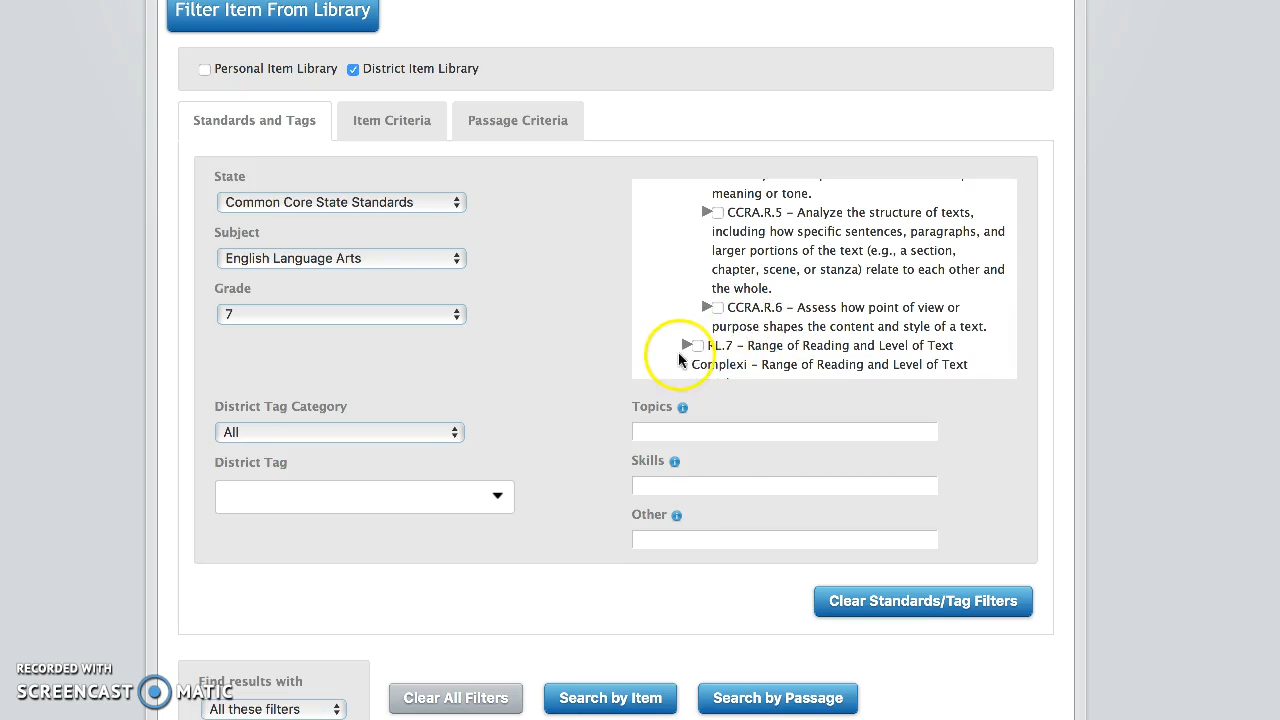 Filter Item From Library
Personal Item Library
District Item Library
Standards and Tags
Item Criteria
Passage Criteria
State
Common Core State Standards
Subject
English Language Arts
Grade
7
meaning or tone.
CCRA.R.5 – Analyze the structure of texts,
including how specific sentences, paragraphs, and
larger portions of the text (e.g., a section,
chapter, scene, or stanza) relate to each other and
the whole.
CCRA.R.6 – Assess how point of view or
purpose shapes the content and style of a text.
RL.7 – Range of Reading and Level of Text
Complexi – Range of Reading and Level of Text
District Tag Category
All
District Tag
Topics
Skills
Other
Clear Standards/Tag Filters
Find results with
All these filters
Clear All Filters
Search by Item
Search by Passage
RECORDED WITH
SCREENCAST MATIC